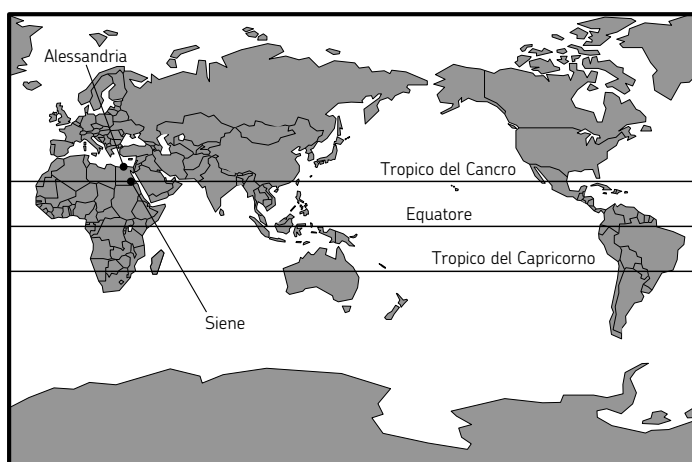 Alessandria
Tropico del Cancro
Equatore
Tropico del Capricorno
Siene